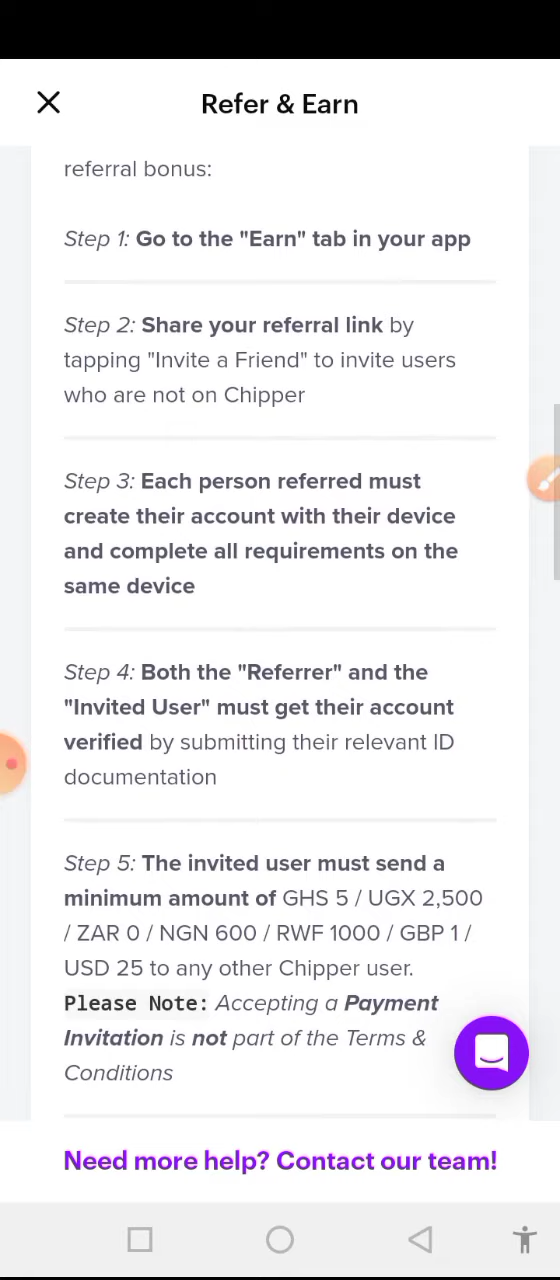 Refer & Earn
referral bonus:
Step 1: Go to the "Earn" tab in your app
Step 2: Share your referral link by
tapping "Invite a Friend" to invite users
who are not on Chipper
Step 3: Each person referred must
create their account with their device
and complete all requirements on the
same device
Step 4: Both the "Referrer" and the
"Invited User" must get their account
verified by submitting their relevant ID
documentation
Step 5: The invited user must send a
minimum amount of GHS 5 / UGX 2,500
/ ZAR 0 / NGN 600 / RWF 1000 / GBP 1 /
USD 25 to any other Chipper user.
Please Note: Accepting a Payment
Invitation is not part of the Terms &
Conditions
Need more help? Contact our team!